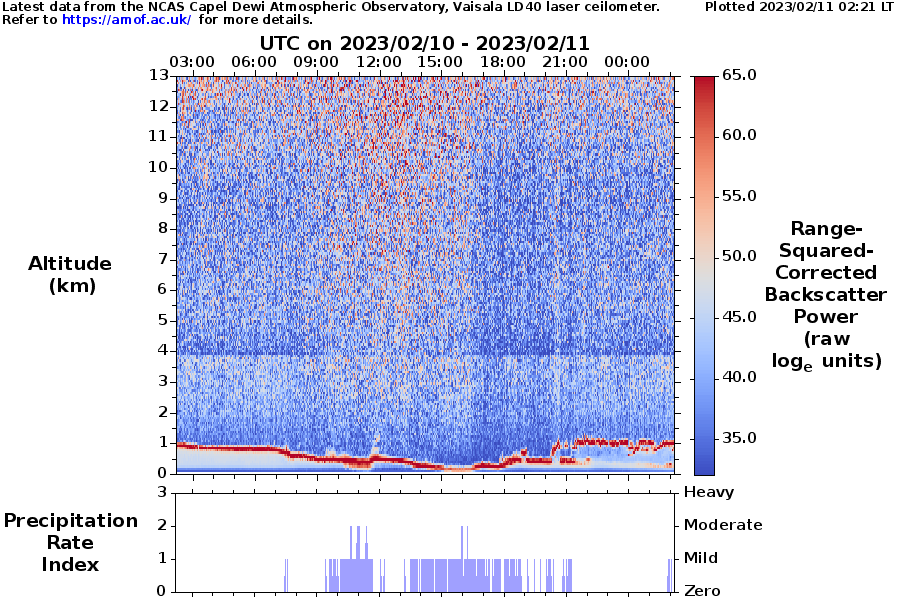 Latest data from the NCAS Capel Dewi Atmospheric Observatory, Vaisala LD40 laser ceilometer. Plotted 2023/02/11 02:21 LT
Refer to https://amof.ac.uk/ for more details.
UTC on 2023/02/10 - 2023/02/11
03:00 06:00 09:00 12:00 15:00 18:00 21:00 00:00
13
12
11
10
9
8
7
6
5
4
3
2
1
0
Altitude
(km)
65.0
60.0
55.0
50.0
45.0
40.0
35.0
Range-
Squared-
Corrected
Backscatter
Power
(raw
logₑ units)
Precipitation
Rate
Index
3
2
1
0
Heavy
Moderate
Mild
Zero